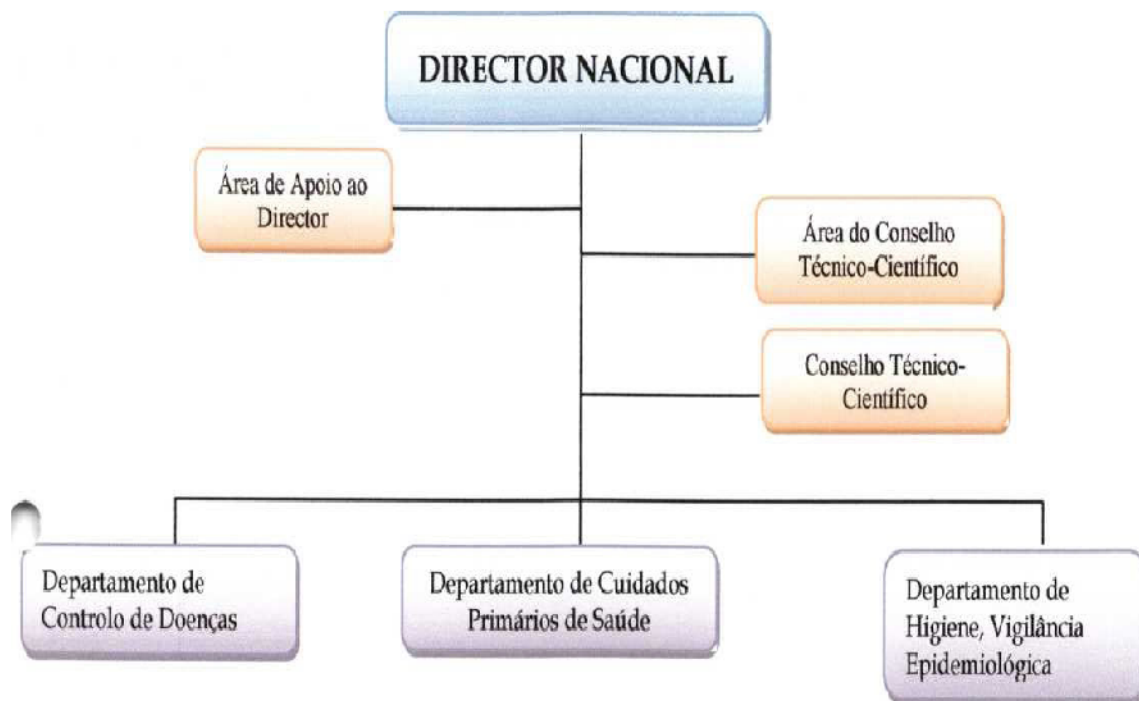 DIRECTOR NACIONAL
Área de Apoio ao
Director
Área do Conselho
Técnico-Científico
Conselho Técnico-
Científico
Departamento de
Controlo de Doenças
Departamento de Cuidados
Primários de Saúde
Departamento de
Higiene, Vigilância
Epidemiológica